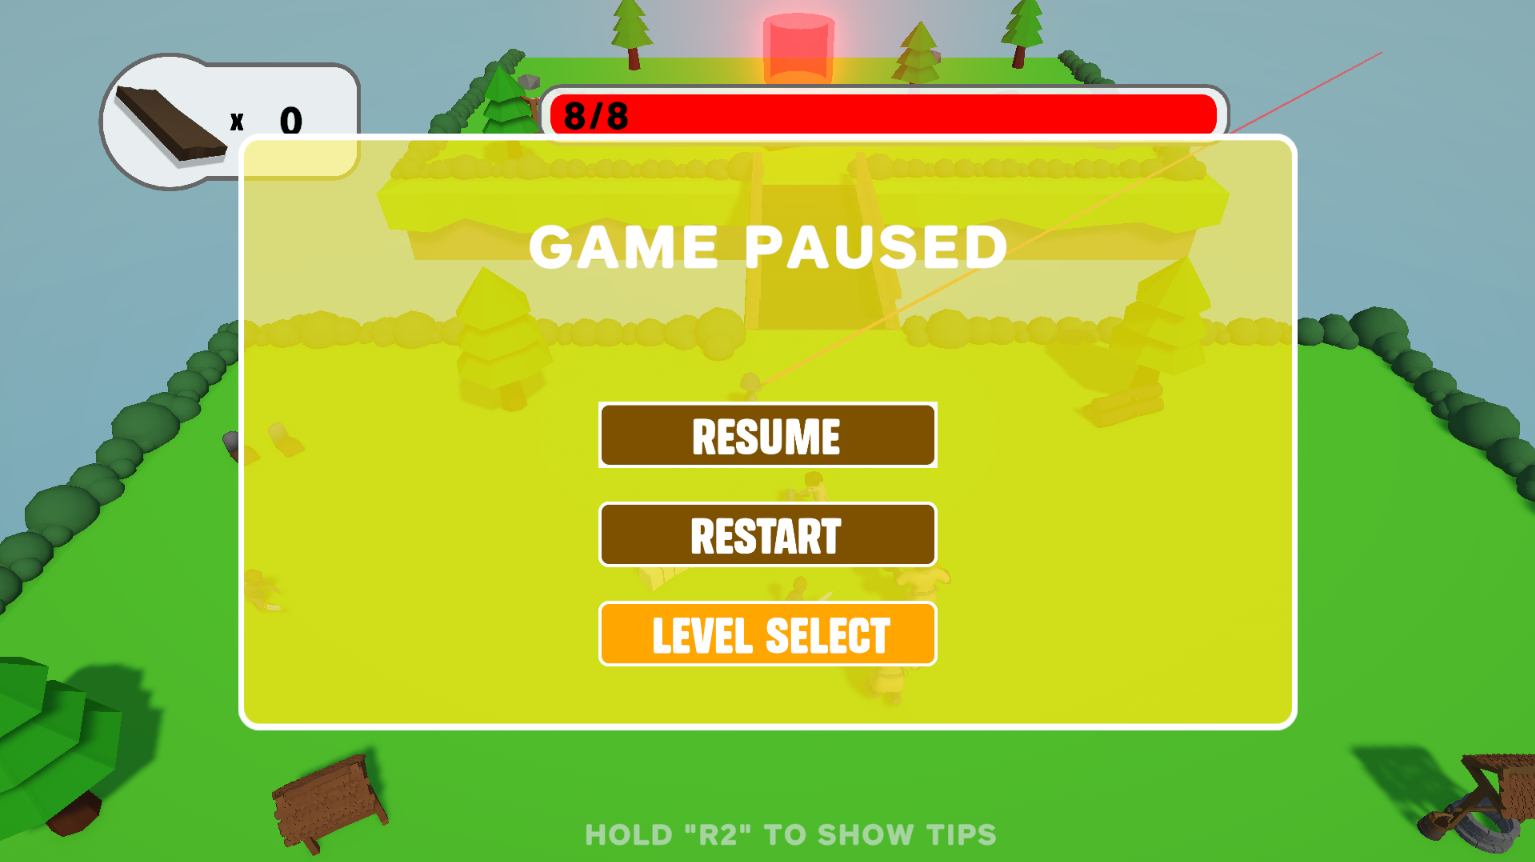 x 0
8/8
GAME PAUSED
RESUME
RESTART
LEVEL SELECT
HOLD "R2" TO SHOW TIPS